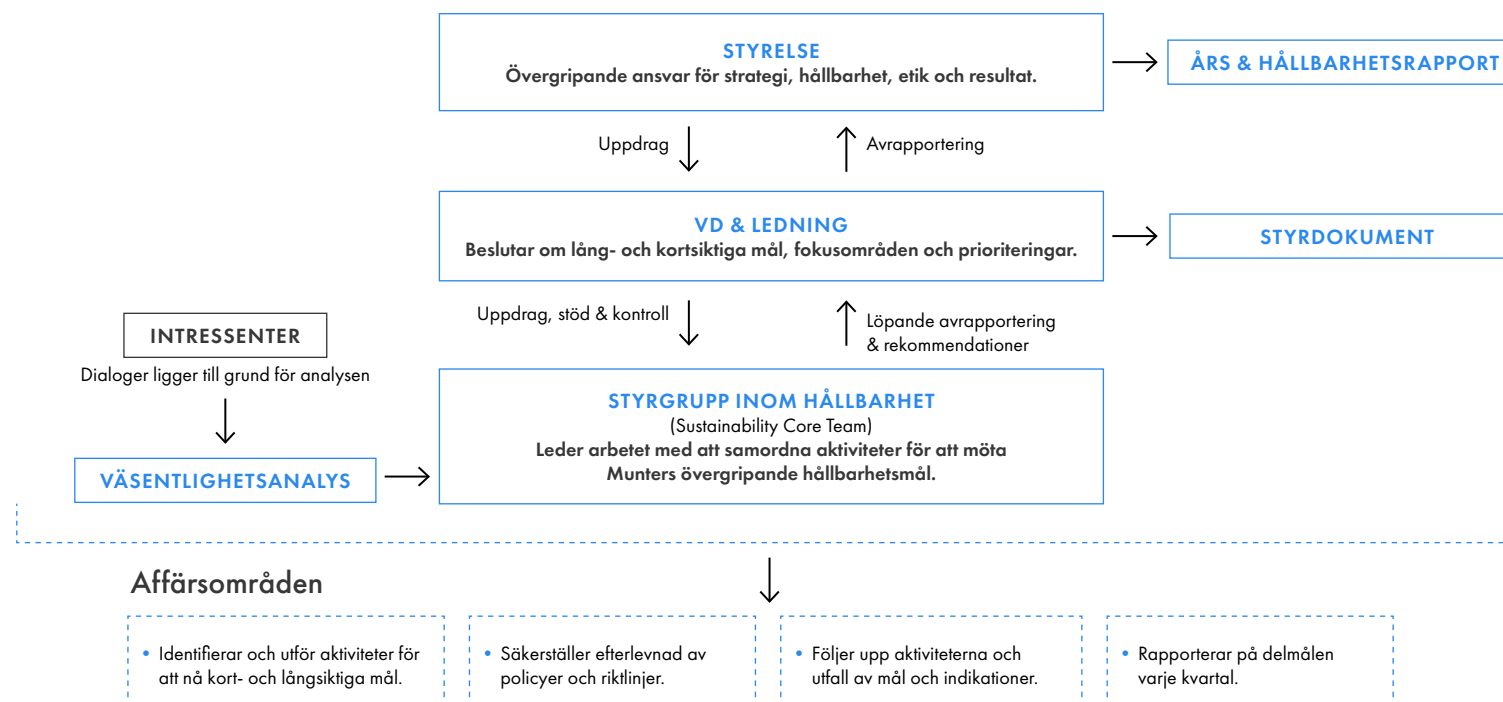 STYRELSE
Övergripande ansvar för strategi, hållbarhet, etik och resultat.
ÅRS & HÅLLBARHETSRAPPORT
Uppdrag
Avrapportering
VD & LEDNING
Beslutar om lång- och kortsiktiga mål, fokusområden och prioriteringar.
STYRDOKUMENT
Uppdrag, stöd & kontroll
Löpande avrapportering
& rekommendationer
INTRESSENTER
Dialoger ligger till grund för analysen
VÄSENTLIGHETSANALYS
STYRGRUPP INOM HÅLLBARHET
(Sustainability Core Team)
Leder arbetet med att samordna aktiviteter för att möta
Munters övergripande hållbarhetsmål.
Affärsområden
• Identifierar och utför aktiviteter för
att nå kort- och långsiktiga mål.
• Säkerställer efterlevnad av
policyer och riktlinjer.
• Följer upp aktiviteterna och
utfall av mål och indikationer.
• Rapporterar på delmålen
varje kvartal.